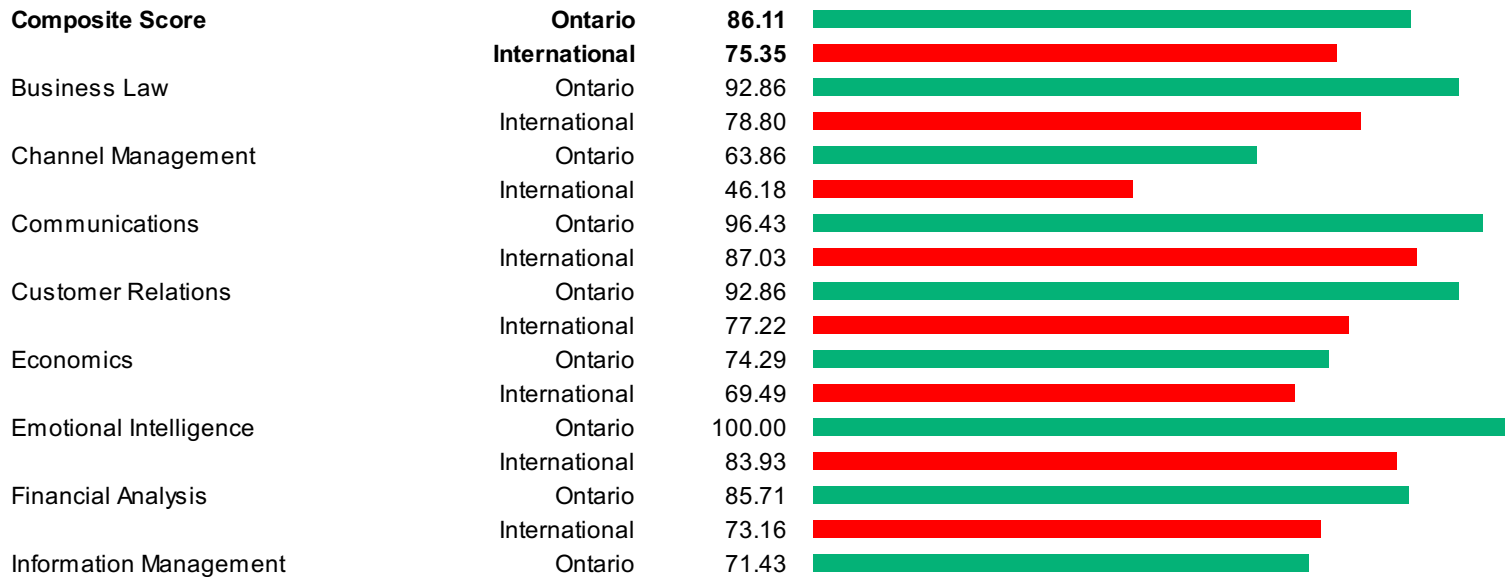 Composite Score Ontario 86.11
International 75.35
Business Law Ontario 92.86
International 78.80
Channel Management Ontario 63.86
International 46.18
Communications Ontario 96.43
International 87.03
Customer Relations Ontario 92.86
International 77.22
Economics Ontario 74.29
International 69.49
Emotional Intelligence Ontario 100.00
International 83.93
Financial Analysis Ontario 85.71
International 73.16
Information Management Ontario 71.43